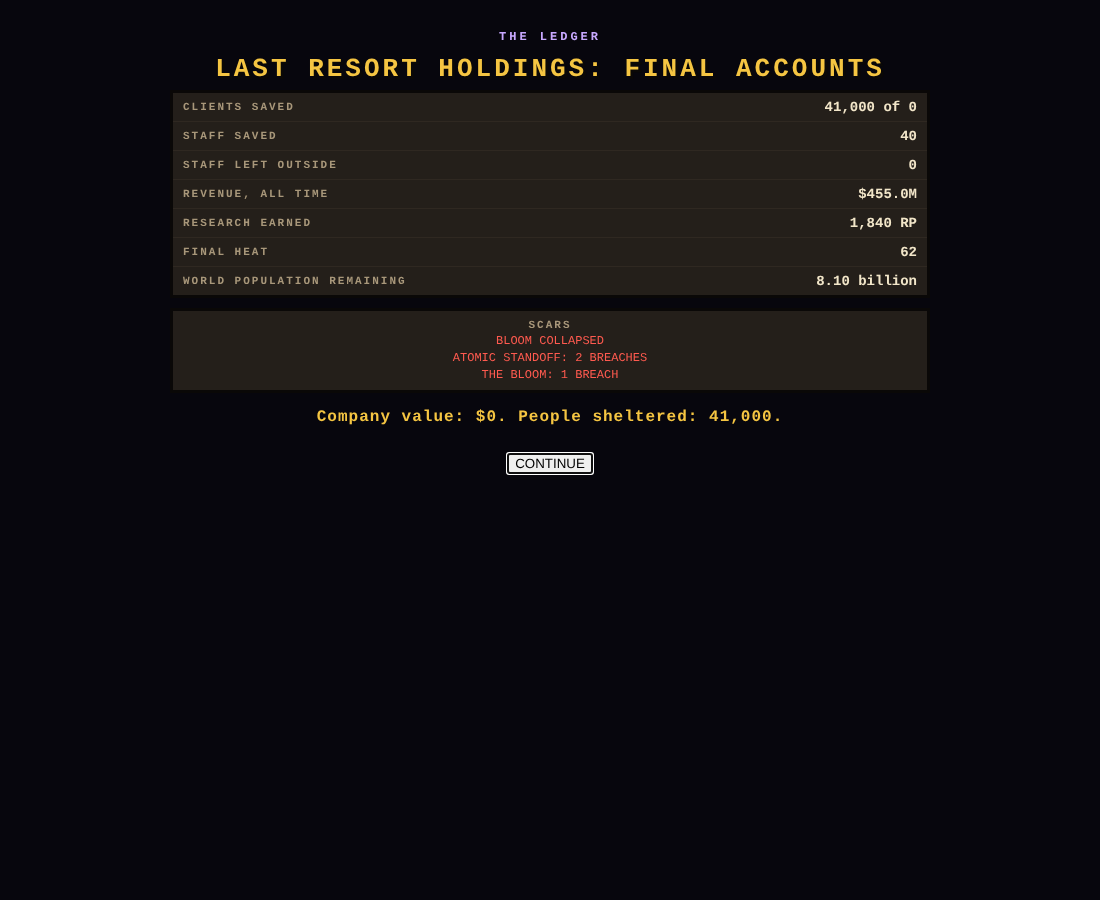 THE LEDGER
LAST RESORT HOLDINGS: FINAL ACCOUNTS
CLIENTS SAVED 41,000 of 0
STAFF SAVED 40
STAFF LEFT OUTSIDE 0
REVENUE, ALL TIME $455.0M
RESEARCH EARNED 1,840 RP
FINAL HEAT 62
WORLD POPULATION REMAINING 8.10 billion
SCARS
BLOOM COLLAPSED
ATOMIC STANDOFF: 2 BREACHES
THE BLOOM: 1 BREACH
Company value: $0. People sheltered: 41,000.
CONTINUE